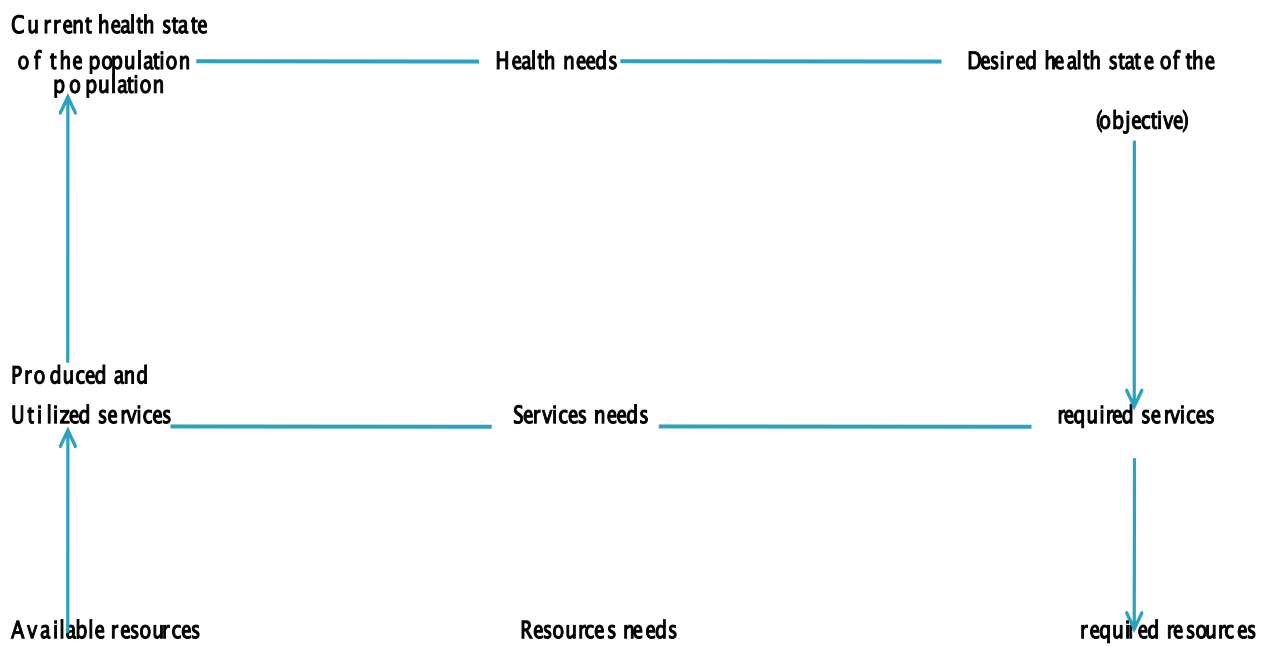 Current health state
of the population
population
Health needs
Desired health state of the
(objective)
Produced and
Utilized services
Services needs
required services
Available resources
Resources needs
required resources